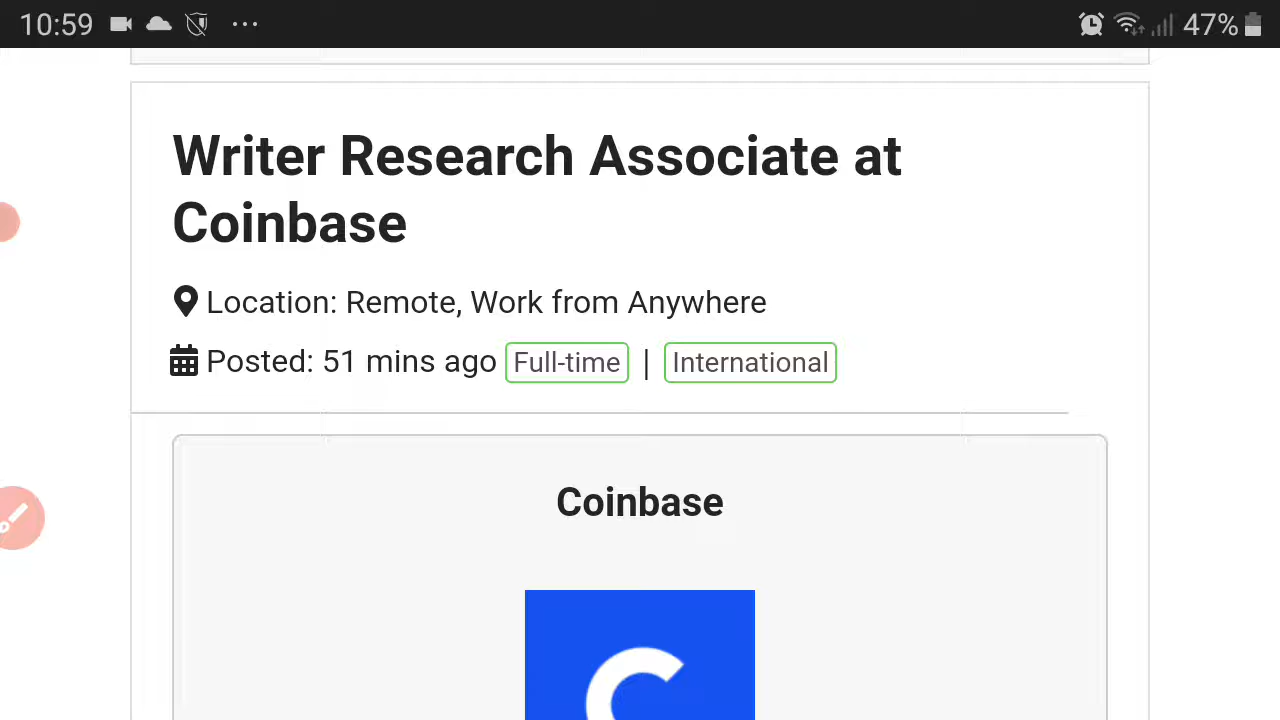 10:59 47%
Writer Research Associate at
Coinbase
Location: Remote, Work from Anywhere
Posted: 51 mins ago Full-time | International
Coinbase